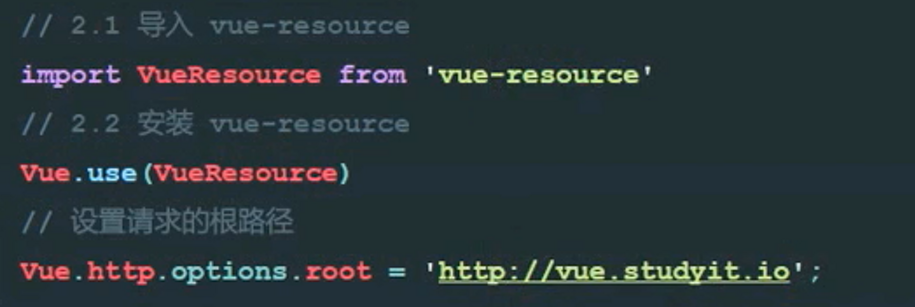 // 2.1 导入 vue-resource
import VueResource from 'vue-resource'
// 2.2 安装 vue-resource
Vue.use(VueResource)
// 设置请求的根路径
Vue.http.options.root = 'http://vue.studyit.io';